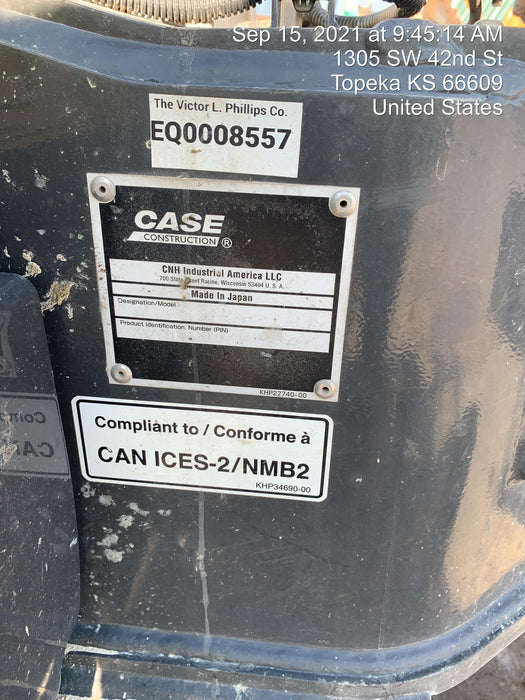 Sep 15, 2021 at 9:45:14 AM
1305 SW 42nd St
Topeka KS 66609
United States
The Victor L. Phillips Co.
EQ0008557
CASE
CONSTRUCTION ®
CNH Industrial America LLC
700 State Racine, Wisconsin 53404 U. S. A.
Made In Japan
Designation/Model
Product Identification, Number (PIN)
KHP27740-00
Compliant to / Conforme à
CAN ICES-2/NMB2
KHP34690-00